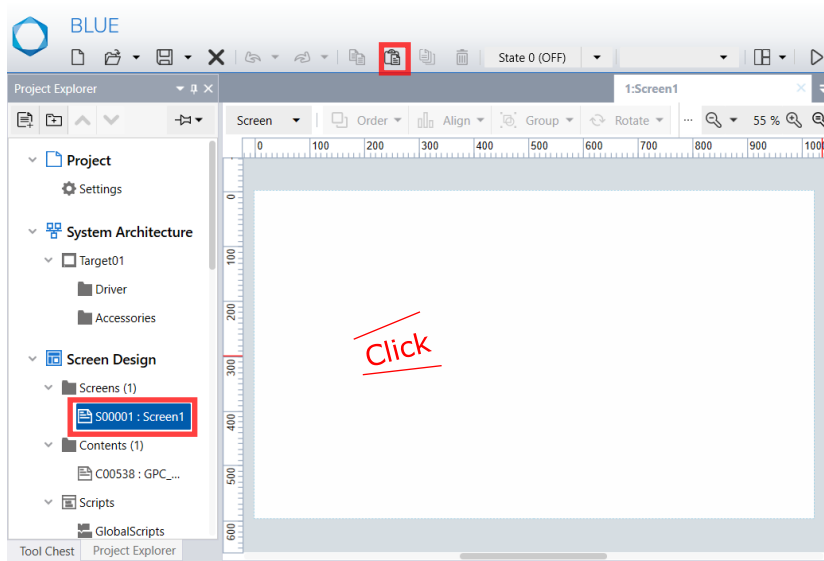 BLUE
State 0 (OFF)
Project Explorer
1:Screen1
Screen
Order
Align
Group
Rotate
...
55 %
0 100 200 300 400 500 600 700 800 900 100
Project
Settings
System Architecture
Target01
Driver
Accessories
Screen Design
Screens (1)
S00001 : Screen1
Contents (1)
C00538 : GPC_...
Scripts
GlobalScripts
Tool Chest
Project Explorer
0
100
200
300
400
500
600
Click